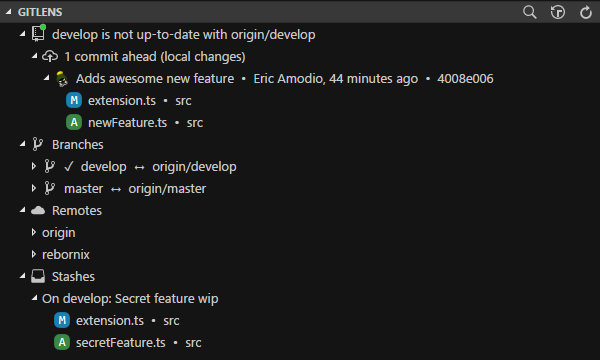 GITLENS
develop is not up-to-date with origin/develop
1 commit ahead (local changes)
Adds awesome new feature • Eric Amodio, 44 minutes ago • 4008e006
M extension.ts • src
A newFeature.ts • src
Branches
✓ develop ↔ origin/develop
master ↔ origin/master
Remotes
origin
rebornix
Stashes
On develop: Secret feature wip
M extension.ts • src
A secretFeature.ts • src